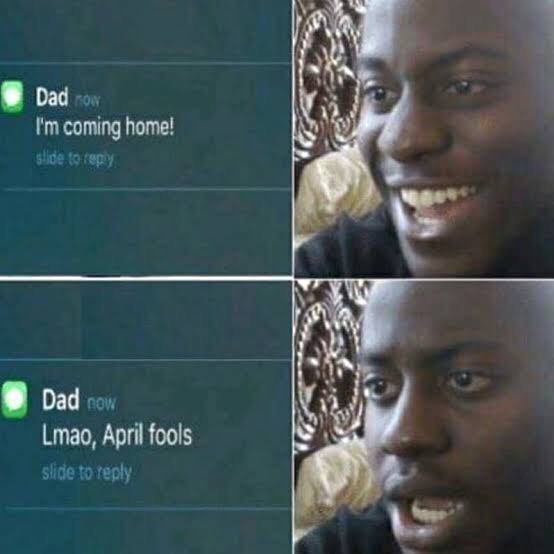 Dad now
I'm coming home!
slide to reply
Dad now
Lmao, April fools
slide to reply